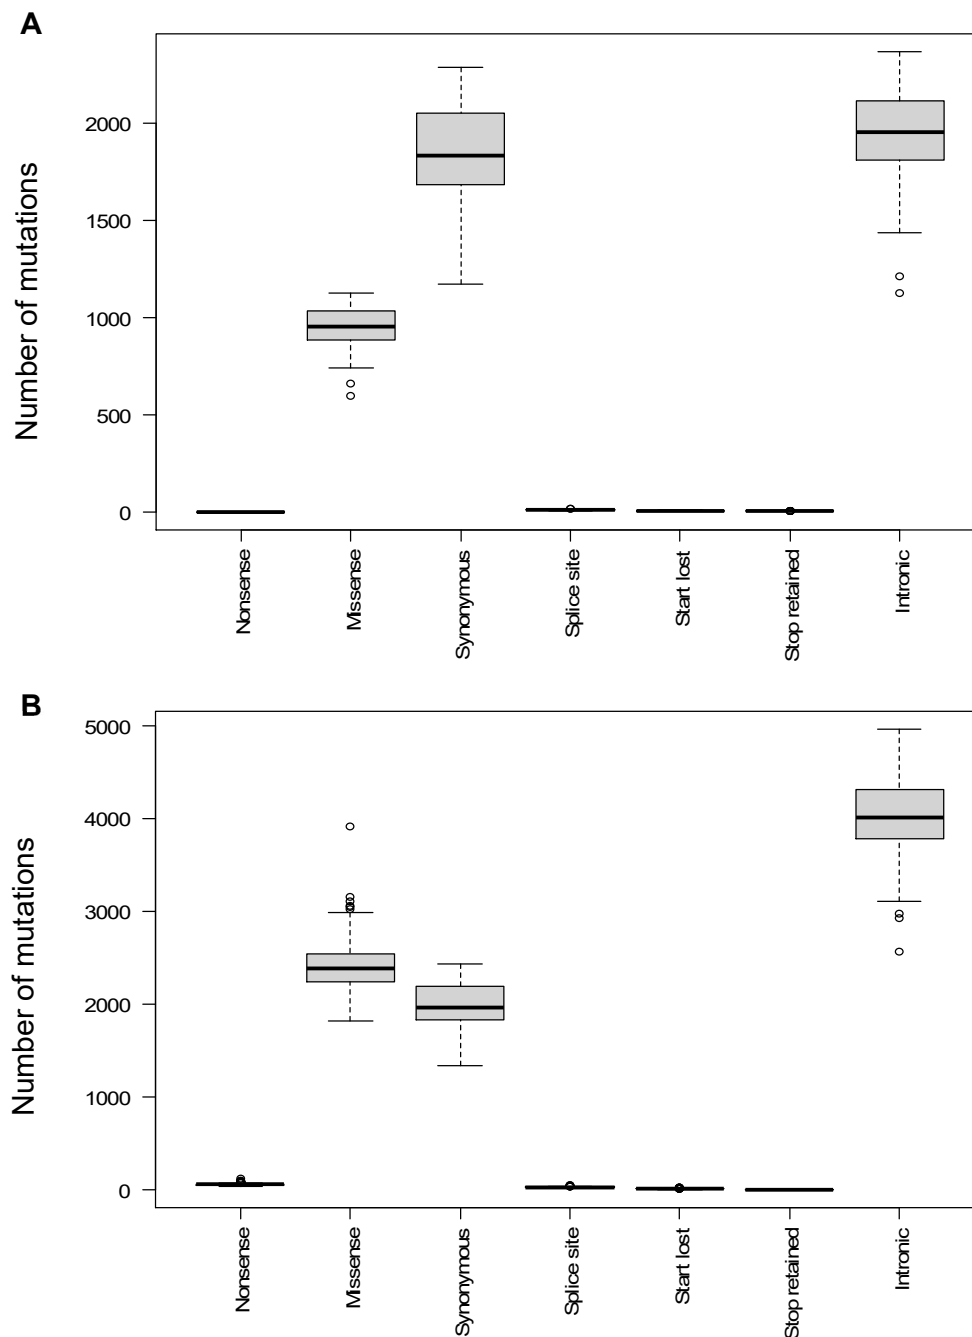 A
Number of mutations
2000
1500
1000
500
0
Nonsense
Missense
Synonymous
Splice site
Start lost
Stop retained
Intronic
B
Number of mutations
5000
4000
3000
2000
1000
0
Nonsense
Missense
Synonymous
Splice site
Start lost
Stop retained
Intronic